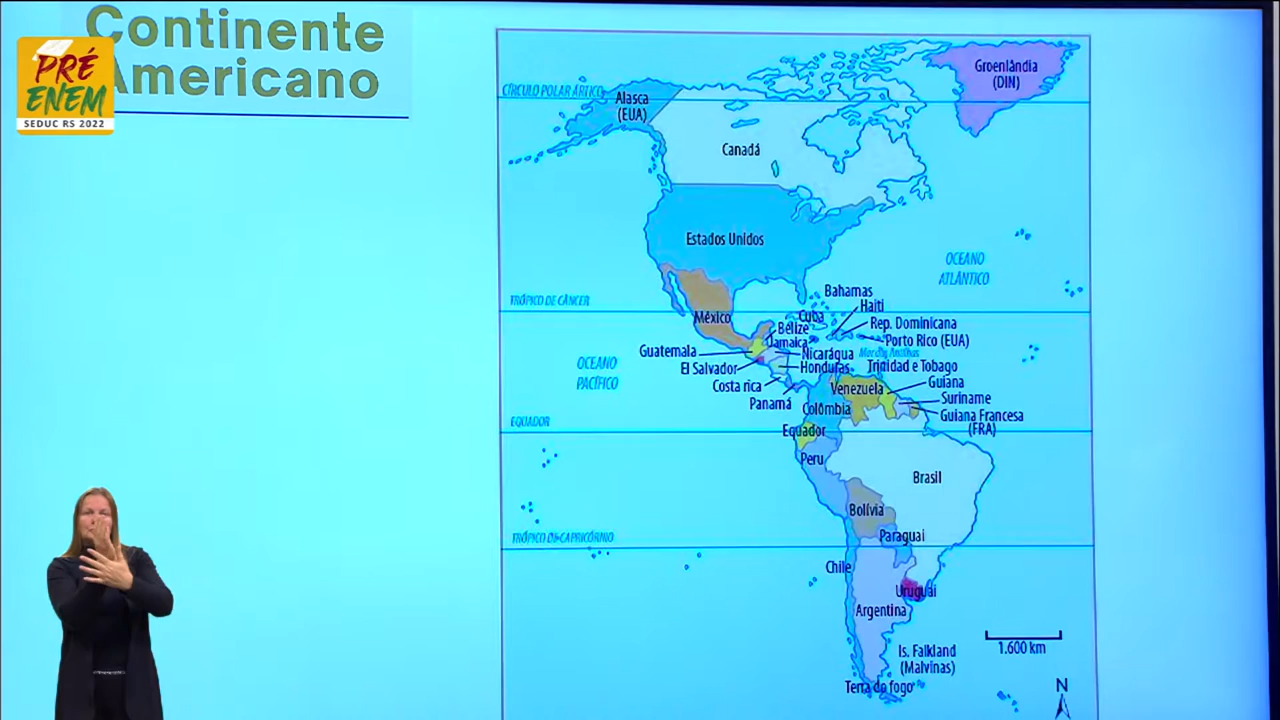 Continente
Americano
PRÉ
ENEM
SEDUC RS 2022
Groenlândia
(DIN)
CÍRCULO POLAR ÁRTICO
Alasca
(EUA)
Canadá
Estados Unidos
OCEANO
ATLÂNTICO
TRÓPICO DE CÂNCER
Bahamas
Haiti
México
Cuba
Rep. Dominicana
Belize
Jamaica
Porto Rico (EUA)
Guatemala
Nicarágua
Mar das Antilhas
OCEANO
PACÍFICO
El Salvador
Honduras
Trinidad e Tobago
Costa rica
Venezuela
Guiana
Panamá
Suriname
Colômbia
Guiana Francesa
(FRA)
EQUADOR
Equador
Peru
Brasil
Bolívia
TRÓPICO DE CAPRICÓRNIO
Paraguai
Chile
Uruguai
Argentina
1.600 km
Is. Falkland
(Malvinas)
Terra do fogo
N